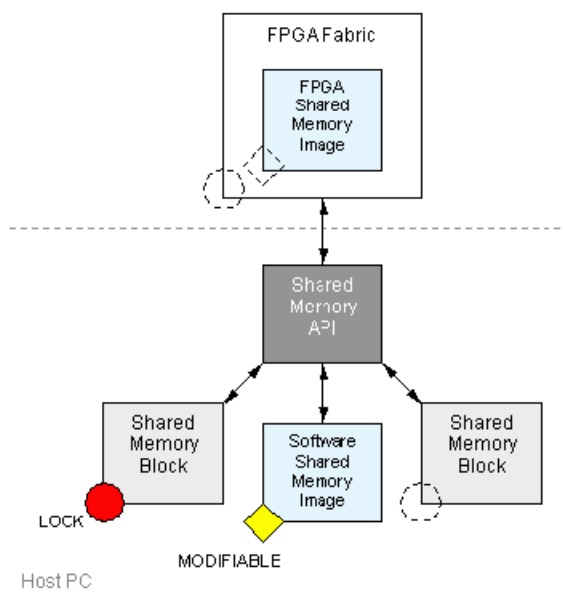 FPGA Fabric
FPGA
Shared
Memory
Image
Shared
Memory
API
Shared
Memory
Block
Software
Shared
Memory
Image
Shared
Memory
Block
LOCK
MODIFIABLE
Host PC